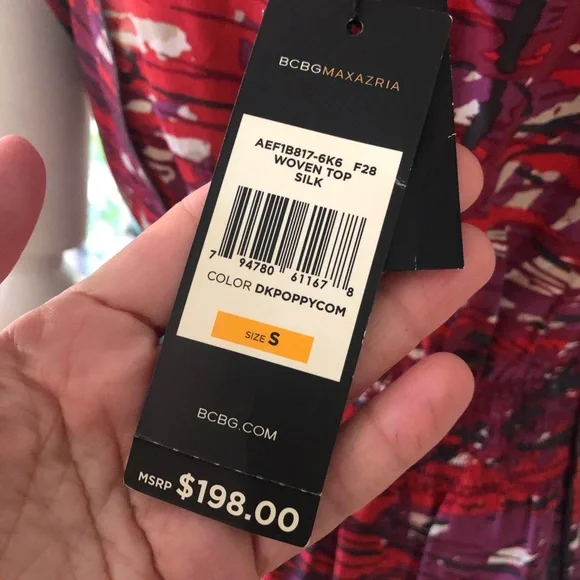 BCBGMAXAZRIA
AEF1B817-6K6 F28
WOVEN TOP
SILK
7 94780 61167 8
COLOR DKPOPPYCOM
SIZE S
BCBG.COM
MSRP $198.00